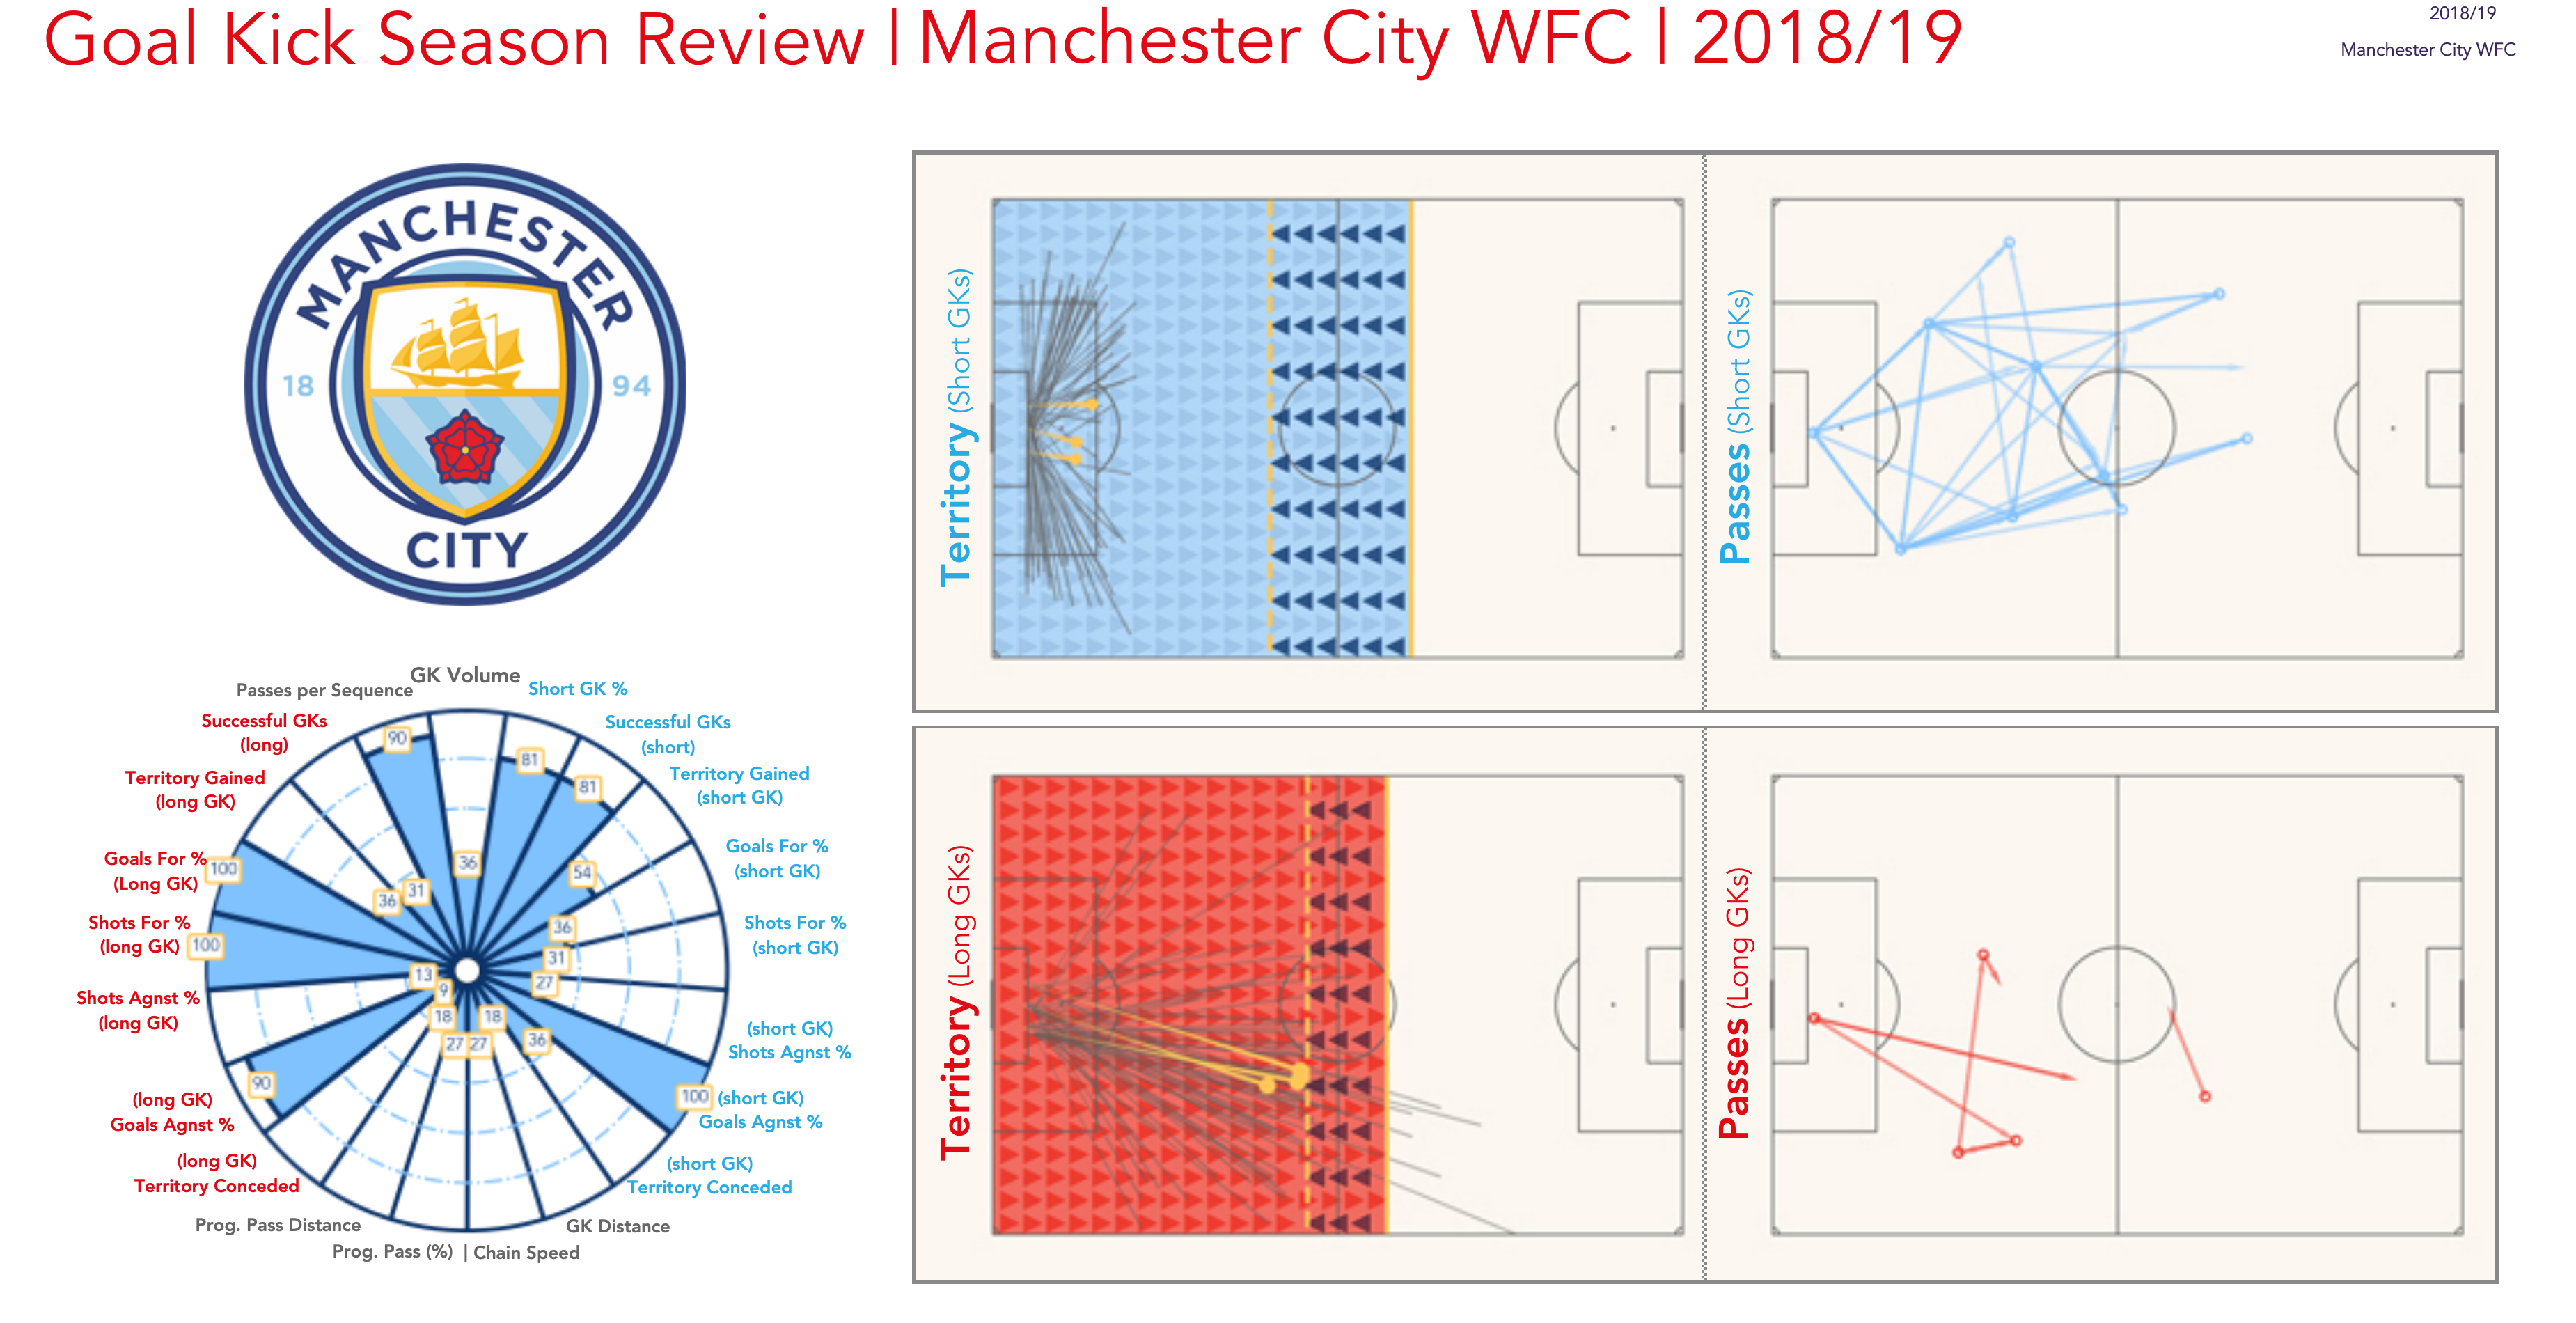 Goal Kick Season Review | Manchester City WFC | 2018/19
2018/19
Manchester City WFC
MANCHESTER
18 94
CITY
GK Volume
Passes per Sequence
Short GK %
Successful GKs
(long)
Successful GKs
(short)
Territory Gained
(long GK)
Territory Gained
(short GK)
Goals For %
(Long GK)
Goals For %
(short GK)
Shots For %
(long GK)
Shots For %
(short GK)
Shots Agnst %
(long GK)
(short GK)
Shots Agnst %
(long GK)
Goals Agnst %
(short GK)
Goals Agnst %
(long GK)
Territory Conceded
(short GK)
Territory Conceded
Prog. Pass Distance
GK Distance
Prog. Pass (%) | Chain Speed
90
81
81
36
54
100
36
31
36
100
31
13
27
9
18
18
27
27
36
90
100
Territory (Short GKs)
Passes (Short GKs)
Territory (Long GKs)
Passes (Long GKs)